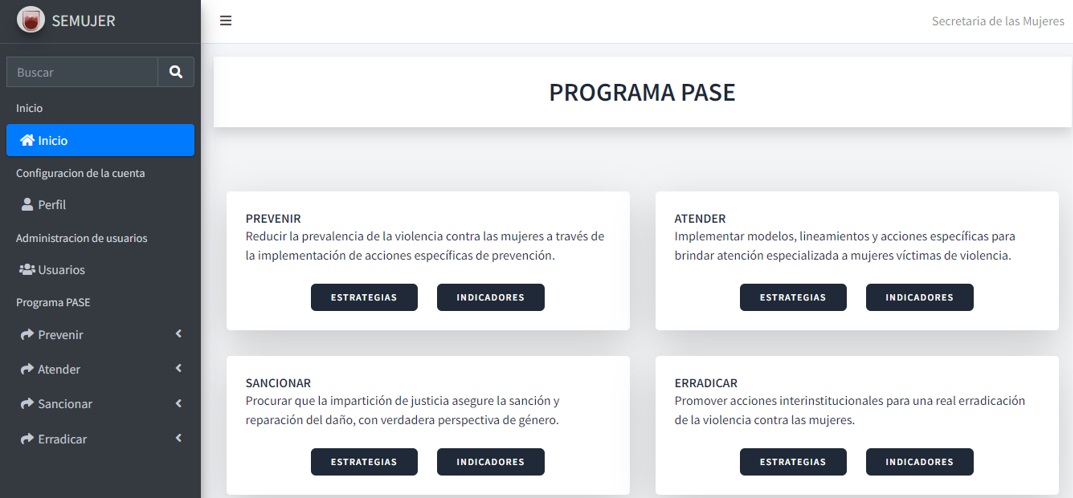 SEMUJER
Buscar
Inicio
Inicio
Configuracion de la cuenta
Perfil
Administracion de usuarios
Usuarios
Programa PASE
Prevenir
Atender
Sancionar
Erradicar
Secretaria de las Mujeres
PROGRAMA PASE
PREVENIR
Reducir la prevalencia de la violencia contra las mujeres a través de
la implementación de acciones específicas de prevención.
ESTRATEGIAS INDICADORES
ATENDER
Implementar modelos, lineamientos y acciones específicas para
brindar atención especializada a mujeres víctimas de violencia.
ESTRATEGIAS INDICADORES
SANCIONAR
Procurar que la impartición de justicia asegure la sanción y
reparación del daño, con verdadera perspectiva de género.
ESTRATEGIAS INDICADORES
ERRADICAR
Promover acciones interinstitucionales para una real erradicación
de la violencia contra las mujeres.
ESTRATEGIAS INDICADORES